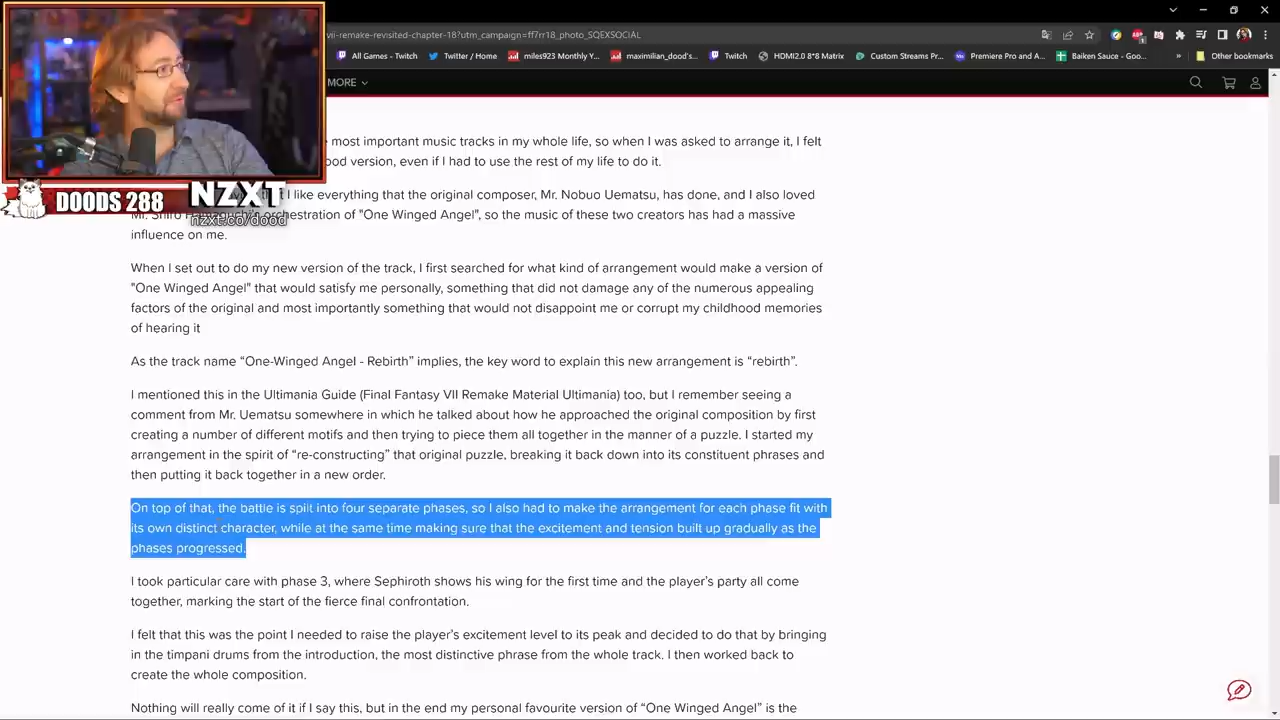 vii-remake-revisited-chapter-18?utm_campaign=ff7rr18_photo_SQEXSOCIAL
All Games - Twitch
Twitter / Home
miles923 Monthly Y...
maximilian_dood's...
Twitch
HDMI2.0 8*8 Matrix
Custom Streams Pr...
Premiere Pro and A...
Baiken Sauce - Goo...
»
Other bookmarks
MORE
most important music tracks in my whole life, so when I was asked to arrange it, I felt
ood version, even if I had to use the rest of my life to do it.
DOODS 288
NZXT
nzxt.co/dood
I like everything that the original composer, Mr. Nobuo Uematsu, has done, and I also loved
Mr. Shiro orchestration of "One Winged Angel", so the music of these two creators has had a massive
influence on me.
When I set out to do my new version of the track, I first searched for what kind of arrangement would make a version of
"One Winged Angel" that would satisfy me personally, something that did not damage any of the numerous appealing
factors of the original and most importantly something that would not disappoint me or corrupt my childhood memories
of hearing it
As the track name “One-Winged Angel - Rebirth” implies, the key word to explain this new arrangement is “rebirth”.
I mentioned this in the Ultimania Guide (Final Fantasy VII Remake Material Ultimania) too, but I remember seeing a
comment from Mr. Uematsu somewhere in which he talked about how he approached the original composition by first
creating a number of different motifs and then trying to piece them all together in the manner of a puzzle. I started my
arrangement in the spirit of “re-constructing” that original puzzle, breaking it back down into its constituent phrases and
then putting it back together in a new order.
On top of that, the battle is split into four separate phases, so I also had to make the arrangement for each phase fit with
its own distinct character, while at the same time making sure that the excitement and tension built up gradually as the
phases progressed.
I took particular care with phase 3, where Sephiroth shows his wing for the first time and the player’s party all come
together, marking the start of the fierce final confrontation.
I felt that this was the point I needed to raise the player’s excitement level to its peak and decided to do that by bringing
in the timpani drums from the introduction, the most distinctive phrase from the whole track. I then worked back to
create the whole composition.
Nothing will really come of it if I say this, but in the end my personal favourite version of “One Winged Angel” is the